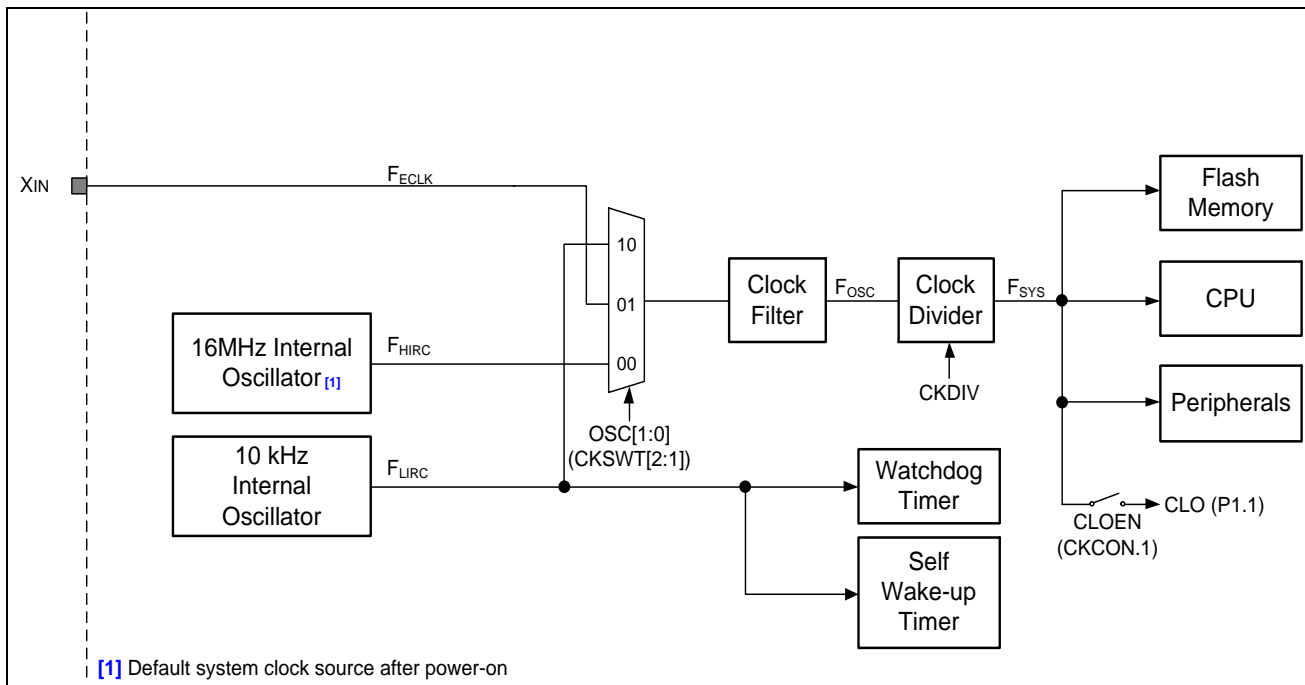 XIN
FECLK
10
01
00
16MHz Internal
Oscillator [1]
FHIRC
10 kHz
Internal
Oscillator
FLIRC
OSC[1:0]
(CKSWT[2:1])
Clock
Filter
FOSC
Clock
Divider
FSYS
CKDIV
Flash
Memory
CPU
Peripherals
CLO (P1.1)
CLOEN
(CKCON.1)
Watchdog
Timer
Self
Wake-up
Timer
[1] Default system clock source after power-on